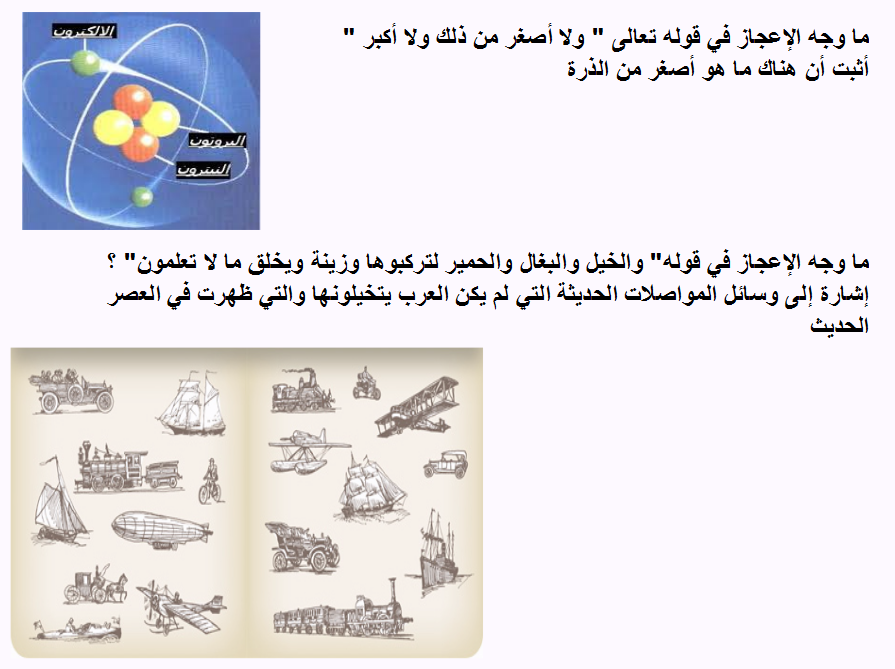 ما وجه الإعجاز في قوله تعالى " ولا أصغر من ذلك ولا أكبر "
أثبت أن هناك ما هو أصغر من الذرة
الالكترون
البروتون
النيترون
ما وجه الإعجاز في قوله" والخيل والبغال والحمير لتركبوها وزينة ويخلق ما لا تعلمون" ؟
إشارة إلى وسائل المواصلات الحديثة التي لم يكن العرب يتخيلونها والتي ظهرت في العصر
الحديث